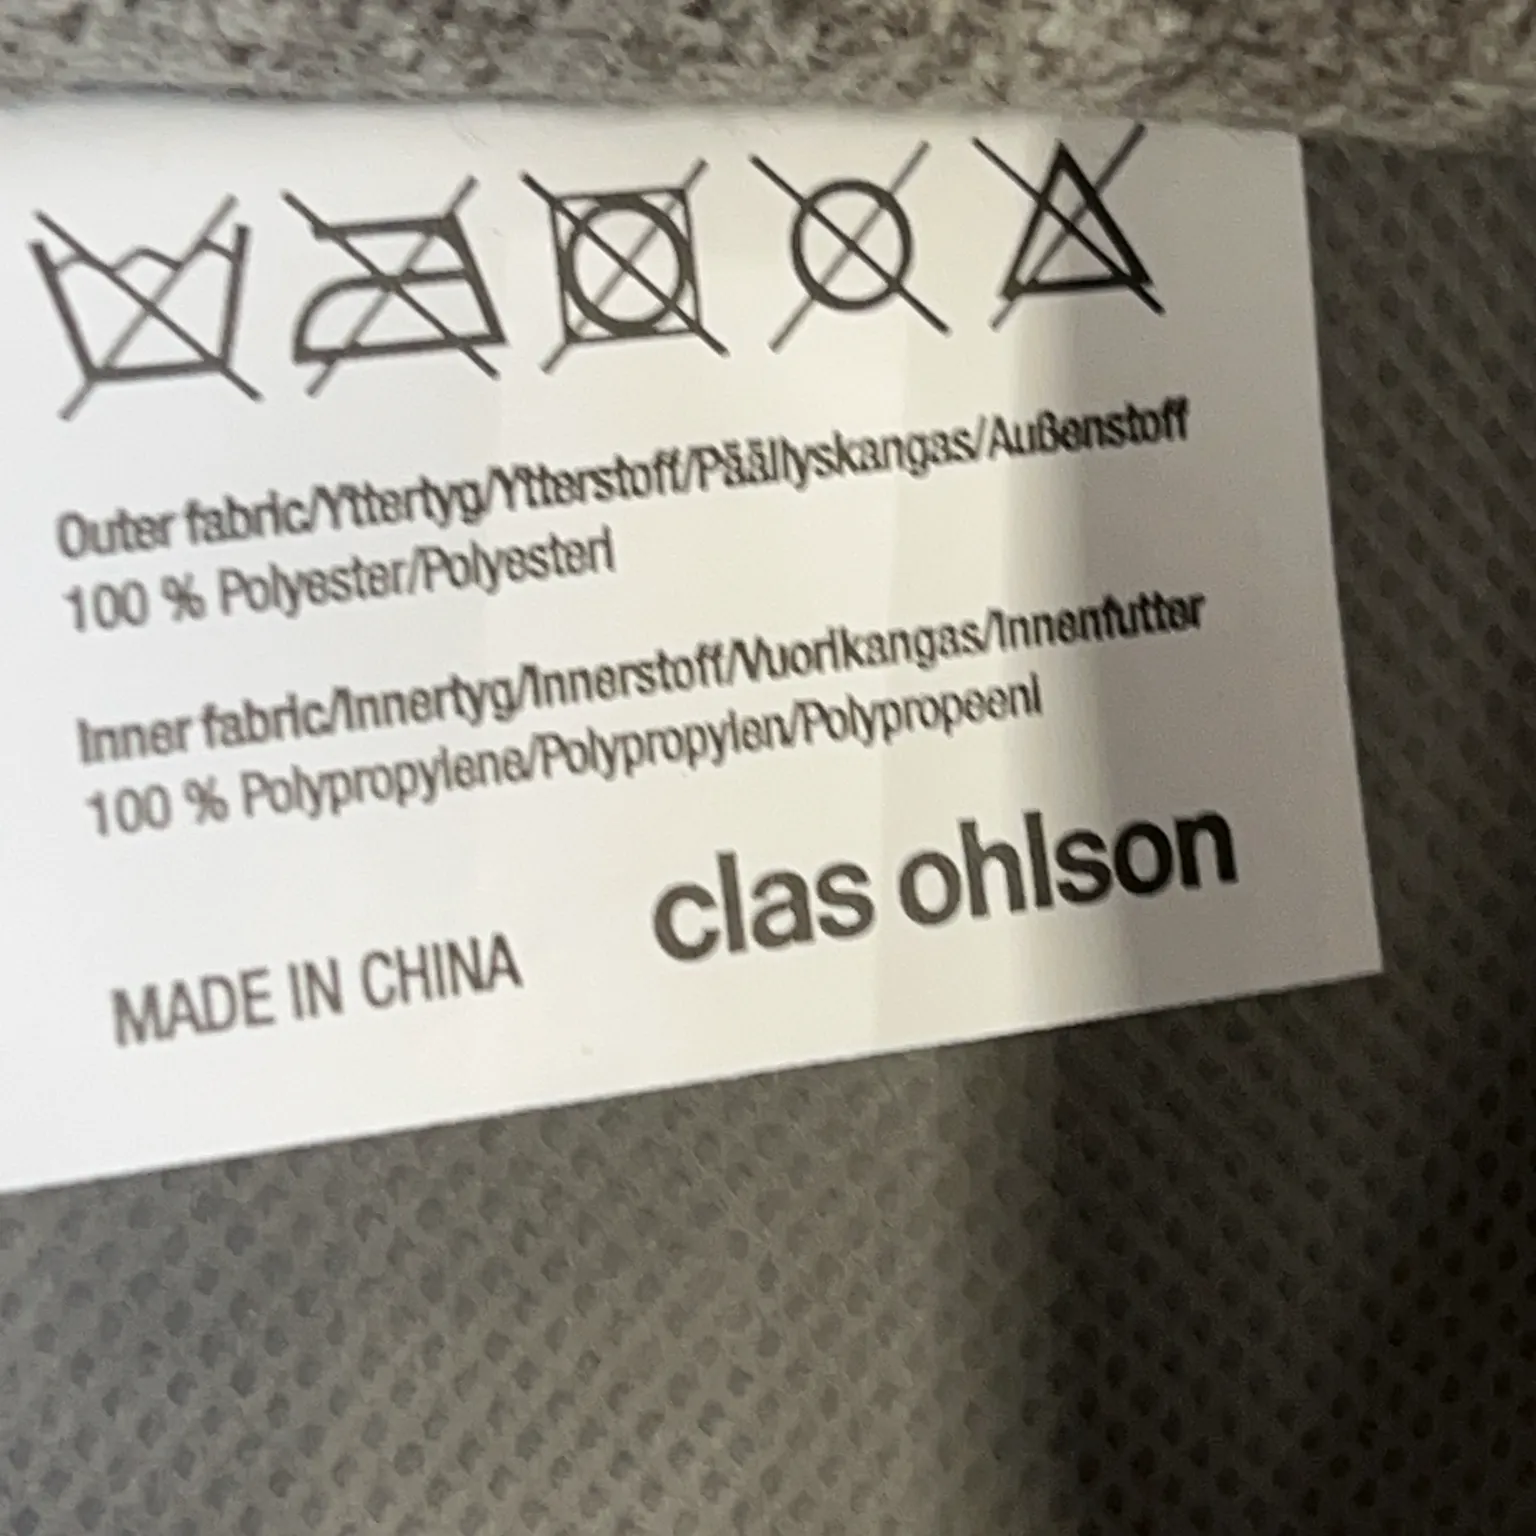 Outer fabric/Yttertyg/Ytterstoff/Päällyskangas/Außenstoff
100 % Polyester/Polyesteri
Inner fabric/Innertyg/Innerstoff/Vuorikangas/Innenfutter
100 % Polypropylene/Polypropylen/Polypropeeni
clas ohlson
MADE IN CHINA